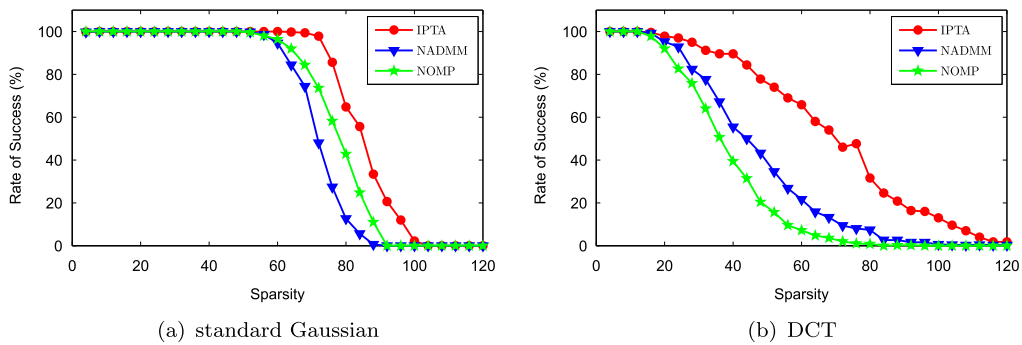 IPTA
NADMM
NOMP
Rate of Success (%)
100
80
60
40
20
0
0 20 40 60 80 100 120
Sparsity
(a) standard Gaussian
IPTA
NADMM
NOMP
Rate of Success (%)
100
80
60
40
20
0
0 20 40 60 80 100 120
Sparsity
(b) DCT